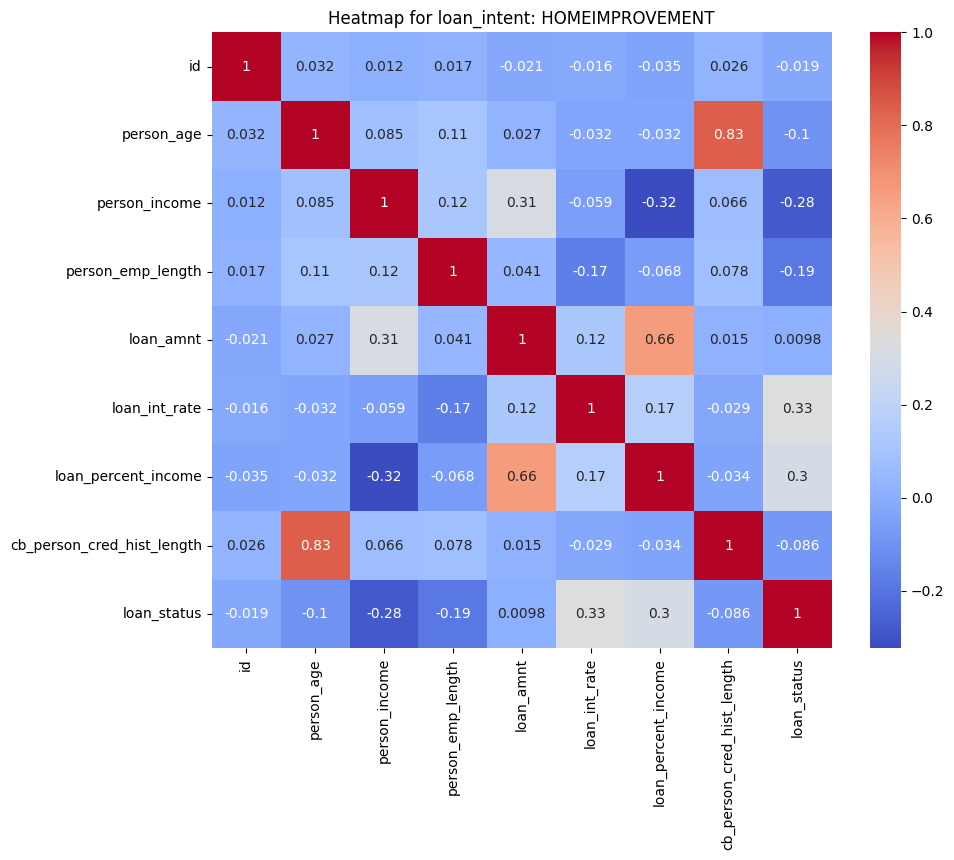 Heatmap for loan_intent: HOMEIMPROVEMENT
id 1 0.032 0.012 0.017 -0.021 -0.016 -0.035 0.026 -0.019
person_age 0.032 1 0.085 0.11 0.027 -0.032 -0.032 0.83 -0.1
person_income 0.012 0.085 1 0.12 0.31 -0.059 -0.32 0.066 -0.28
person_emp_length 0.017 0.11 0.12 1 0.041 -0.17 -0.068 0.078 -0.19
loan_amnt -0.021 0.027 0.31 0.041 1 0.12 0.66 0.015 0.0098
loan_int_rate -0.016 -0.032 -0.059 -0.17 0.12 1 0.17 -0.029 0.33
loan_percent_income -0.035 -0.032 -0.32 -0.068 0.66 0.17 1 -0.034 0.3
cb_person_cred_hist_length 0.026 0.83 0.066 0.078 0.015 -0.029 -0.034 1 -0.086
loan_status -0.019 -0.1 -0.28 -0.19 0.0098 0.33 0.3 -0.086 1
id
person_age
person_income
person_emp_length
loan_amnt
loan_int_rate
loan_percent_income
cb_person_cred_hist_length
loan_status
1.0
0.8
0.6
0.4
0.2
0.0
−0.2